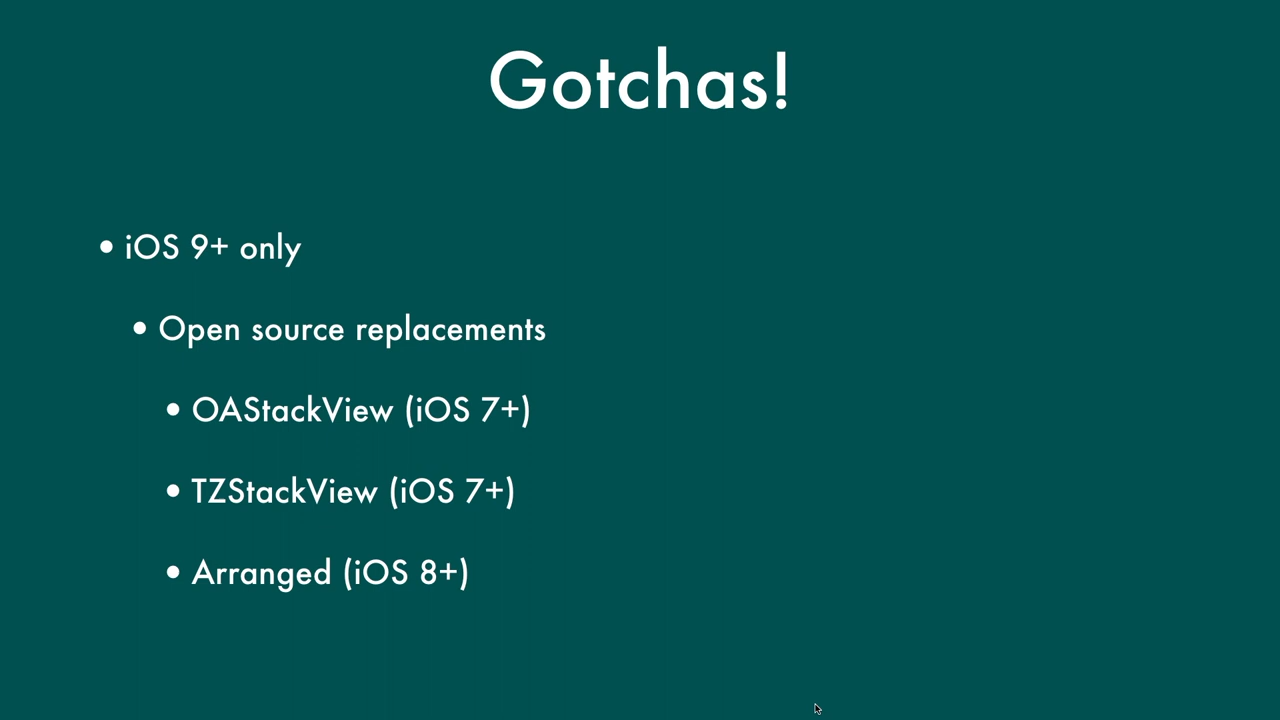 Gotchas!
• iOS 9+ only
• Open source replacements
• OAStackView (iOS 7+)
• TZStackView (iOS 7+)
• Arranged (iOS 8+)